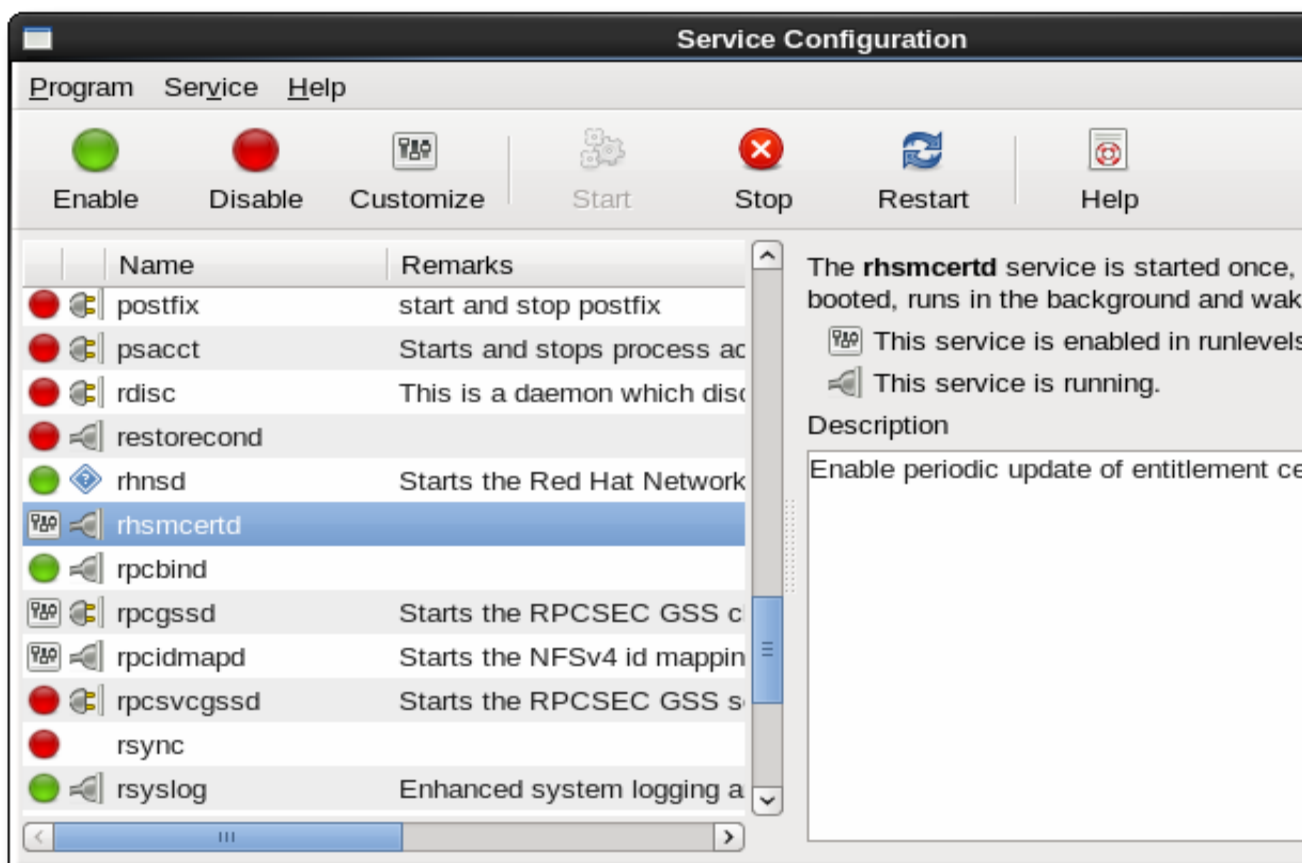 Service Configuration
Program Service Help
Enable Disable Customize Start Stop Restart Help
Name Remarks
postfix start and stop postfix
psacct Starts and stops process ac
rdisc This is a daemon which disc
restorecond
rhnsd Starts the Red Hat Network
rhsmcertd
rpcbind
rpcgssd Starts the RPCSEC GSS c
rpcidmapd Starts the NFSv4 id mappin
rpcsvcgssd Starts the RPCSEC GSS s
rsync
rsyslog Enhanced system logging a
The rhsmcertd service is started once,
booted, runs in the background and wak
This service is enabled in runlevels
This service is running.
Description
Enable periodic update of entitlement ce